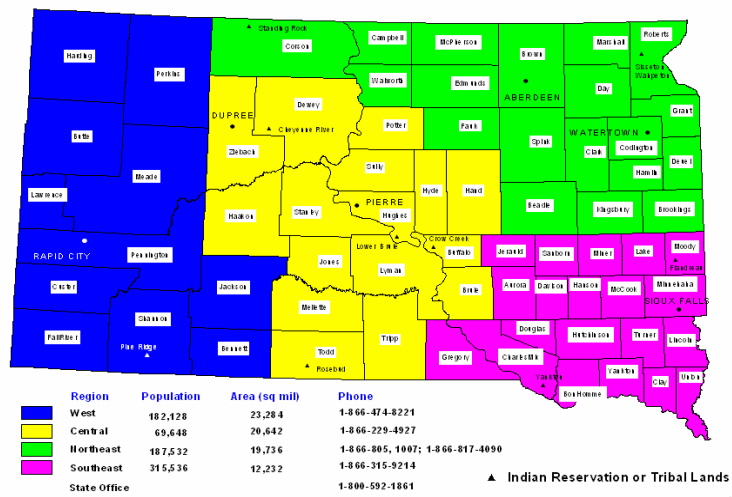 Standing Rock
Corson
Campbell
McPherson
Brown
Marshall
Roberts
Harding
Perkins
Sisseton
Wahpeton
Walworth
Edmunds
ABERDEEN
Day
Dewey
DUPREE
Cheyenne River
Potter
Faulk
Grant
Butte
Ziebach
Spink
WATERTOWN
Clark
Codington
Meade
Sully
Hyde
Hand
Deuel
Hamlin
Lawrence
Haakon
Stanley
PIERRE
Hughes
Beadle
Kingsbury
Brookings
RAPID CITY
Pennington
Lower Brule
Crow Creek
Buffalo
Jerauld
Sanborn
Miner
Lake
Moody
Flandreau
Jones
Lyman
Custer
Jackson
Brule
Aurora
Davison
Hanson
McCook
Minnehaha
SIOUX FALLS
Shannon
Mellette
Fall River
Pine Ridge
Bennett
Todd
Rosebud
Tripp
Gregory
Douglas
Charles Mix
Hutchinson
Turner
Lincoln
Yankton
Bon Homme
Yankton
Clay
Union
Region Population Area (sq mil) Phone
West 182,128 23,284 1-866-474-8221
Central 69,648 20,642 1-866-229-4927
Northeast 187,532 19,736 1-866-805, 1007; 1-866-817-4090
Southeast 315,536 12,232 1-866-315-9214
State Office 1-800-592-1861
Indian Reservation or Tribal Lands